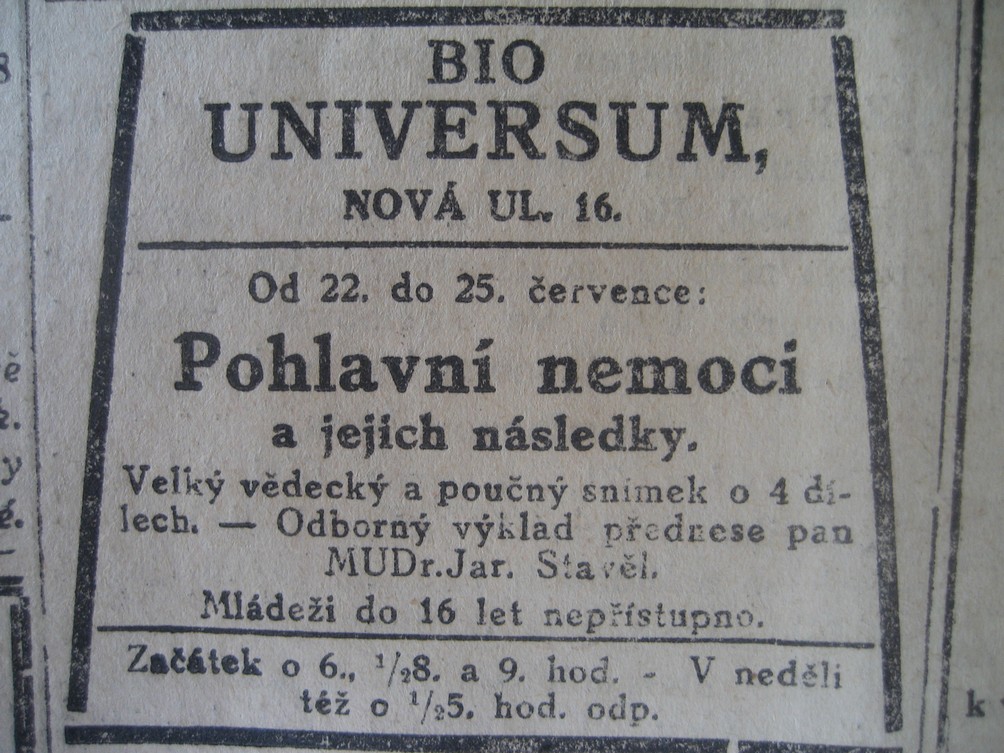 BIO
UNIVERSUM,
NOVÁ UL. 16.
Od 22. do 25. července:
Pohlavní nemoci
a jejich následky.
Velký vědecký a poučný snímek o 4 dí-
lech. — Odborný výklad přednese pan
MUDr. Jar. Stavěl.
Mládeži do 16 let nepřístupno.
Začátek o 6., ½8. a 9. hod. - V neděli
též o ½5. hod. odp.